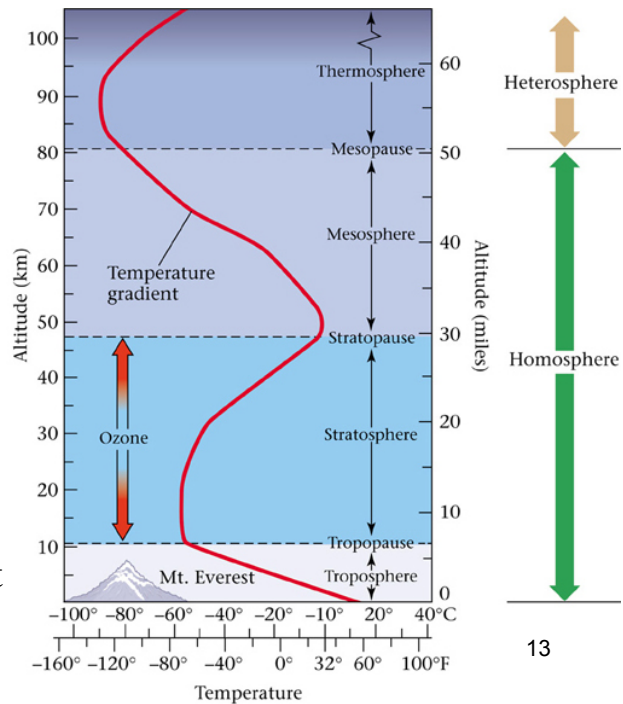 100
90
80
70
60
50
40
30
20
10
Altitude (km)
Thermosphere
Mesopause
Mesosphere
Stratopause
Stratosphere
Tropopause
Troposphere
Temperature
gradient
Ozone
Mt. Everest
60
50
40
30
20
10
0
Altitude (miles)
Heterosphere
Homosphere
-100° -80° -60° -40° -20° -10° 20° 40°C
-160° -120° -80° -40° 0° 32° 60° 100°F
Temperature
13